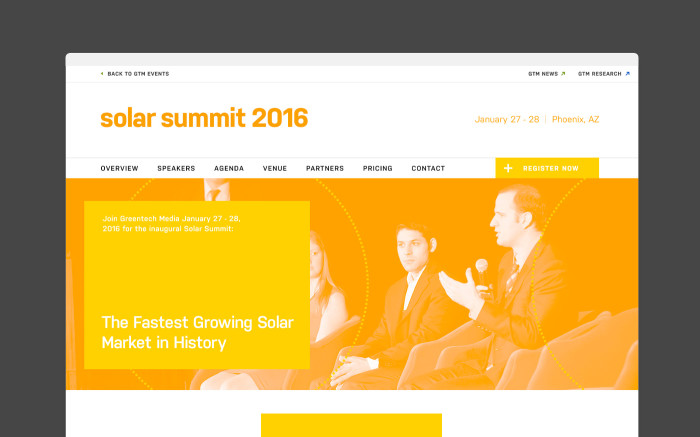 BACK TO GTM EVENTS
GTM NEWS
GTM RESEARCH
solar summit 2016
January 27 - 28 | Phoenix, AZ
OVERVIEW SPEAKERS AGENDA VENUE PARTNERS PRICING CONTACT
REGISTER NOW
Join Greentech Media January 27 - 28,
2016 for the inaugural Solar Summit:
The Fastest Growing Solar
Market in History